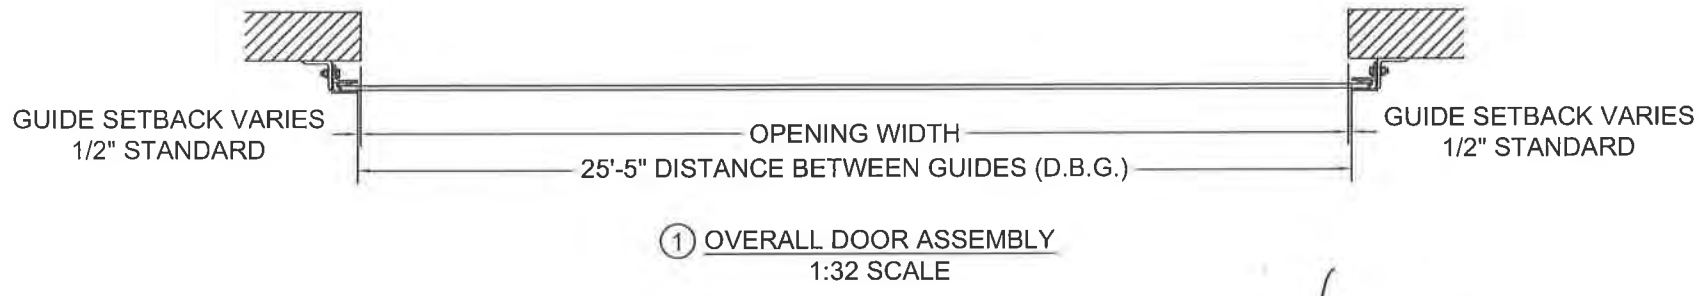 GUIDE SETBACK VARIES
1/2" STANDARD
OPENING WIDTH
25'-5" DISTANCE BETWEEN GUIDES (D.B.G.)
GUIDE SETBACK VARIES
1/2" STANDARD
1 OVERALL DOOR ASSEMBLY
1:32 SCALE